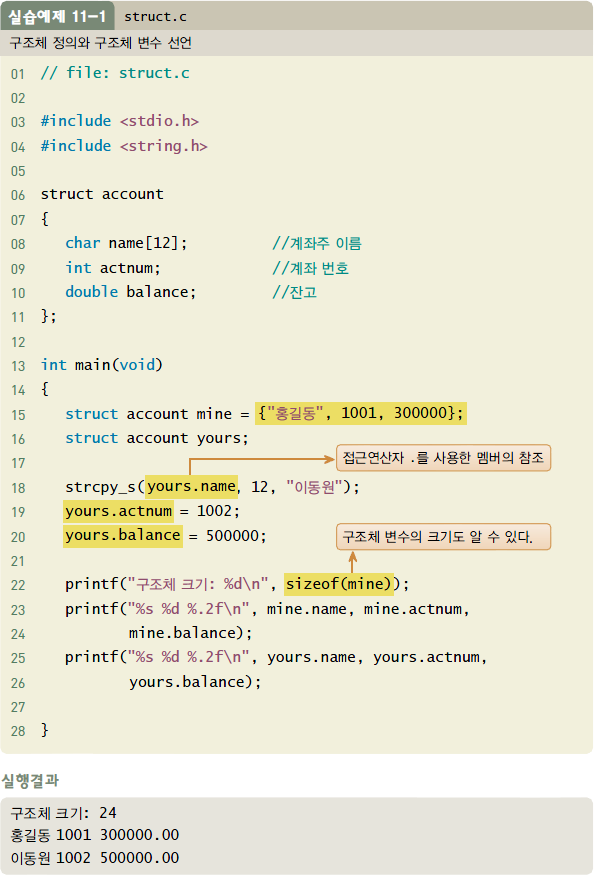 실습예제 11-1 struct.c
구조체 정의와 구조체 변수 선언
01 // file: struct.c
02
03 #include <stdio.h>
04 #include <string.h>
05
06 struct account
07 {
08 char name[12]; //계좌주 이름
09 int actnum; //계좌 번호
10 double balance; //잔고
11 };
12
13 int main(void)
14 {
15 struct account mine = {"홍길동", 1001, 300000};
16 struct account yours;
17 접근연산자 .를 사용한 멤버의 참조
18 strcpy_s(yours.name, 12, "이동원");
19 yours.actnum = 1002;
20 yours.balance = 500000; 구조체 변수의 크기도 알 수 있다.
21
22 printf("구조체 크기: %d\n", sizeof(mine));
23 printf("%s %d %.2f\n", mine.name, mine.actnum,
24 mine.balance);
25 printf("%s %d %.2f\n", yours.name, yours.actnum,
26 yours.balance);
27
28 }
실행결과
구조체 크기: 24
홍길동 1001 300000.00
이동원 1002 500000.00